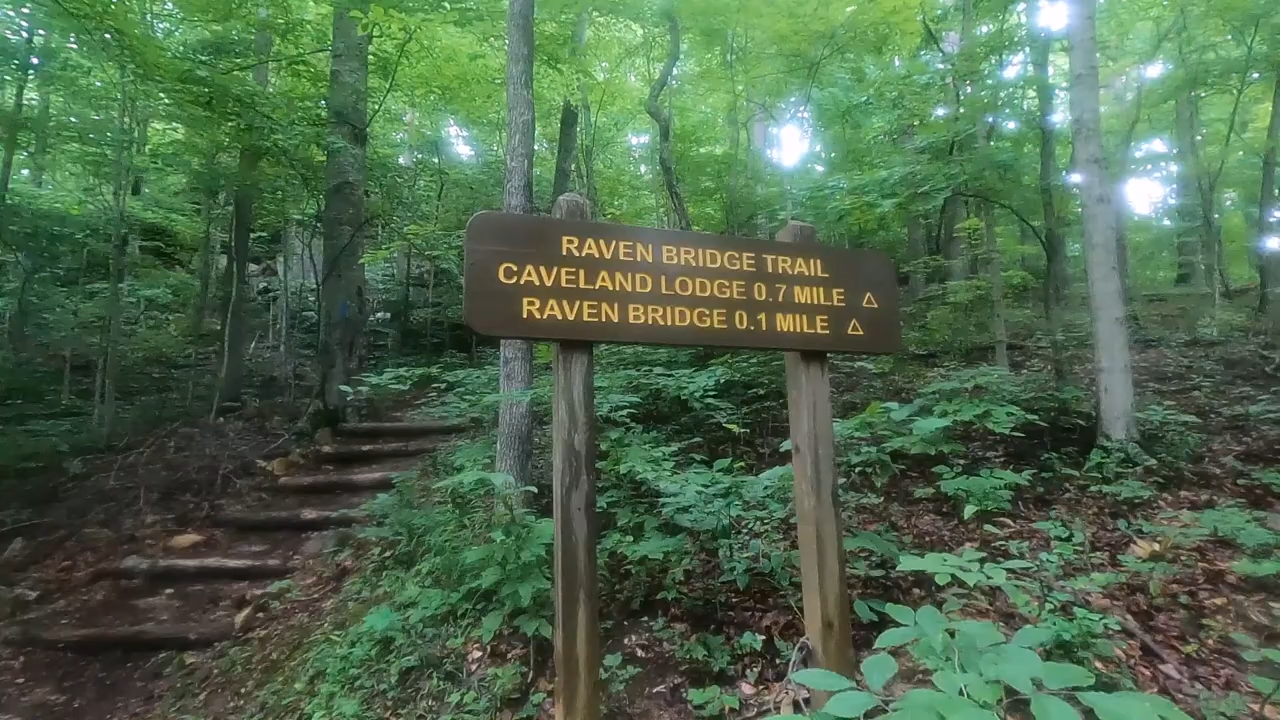 RAVEN BRIDGE TRAIL
CAVELAND LODGE 0.7 MILE △
RAVEN BRIDGE 0.1 MILE △